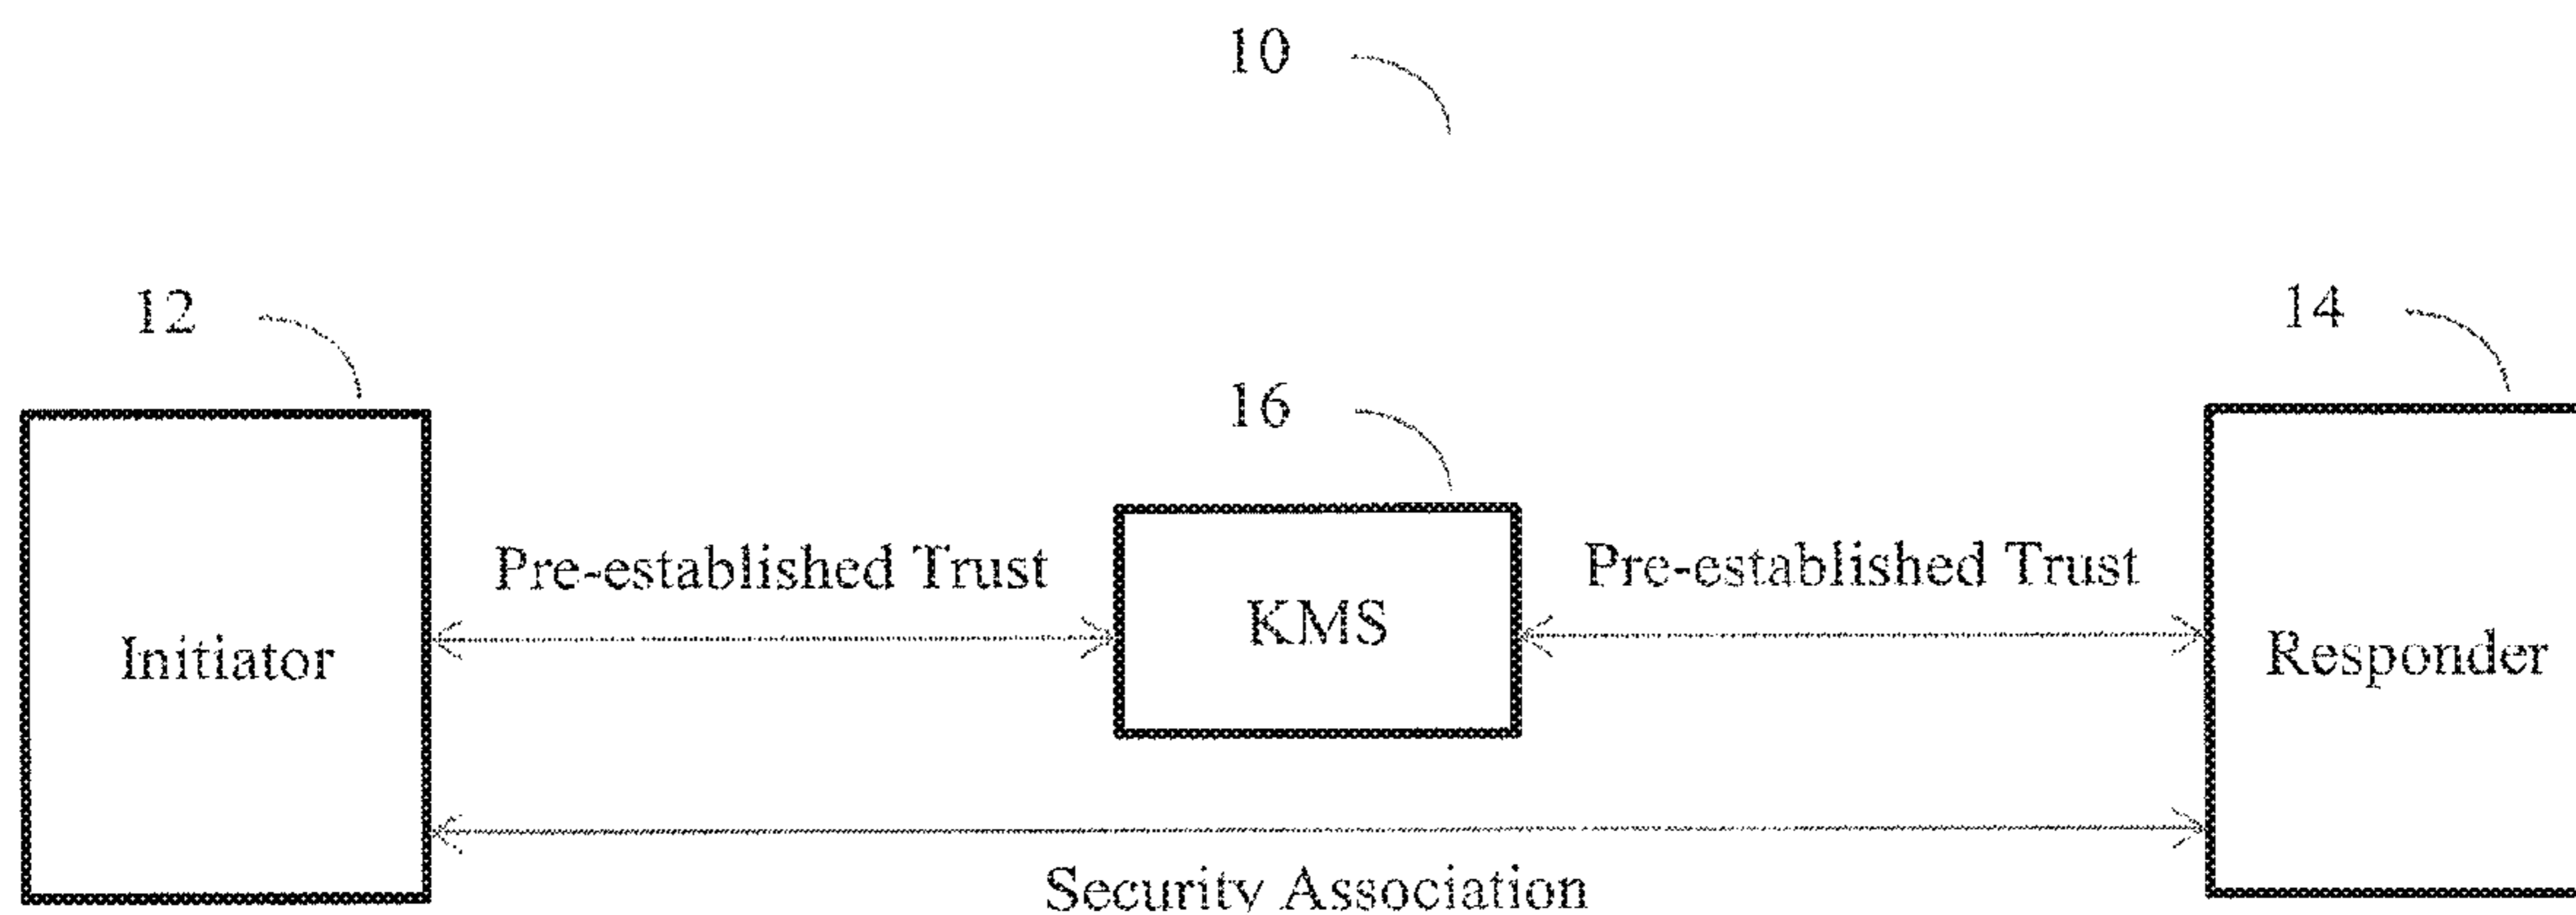 10
12
14
16
Pre-established Trust
Pre-established Trust
KMS
Initiator
Responder
Security Association